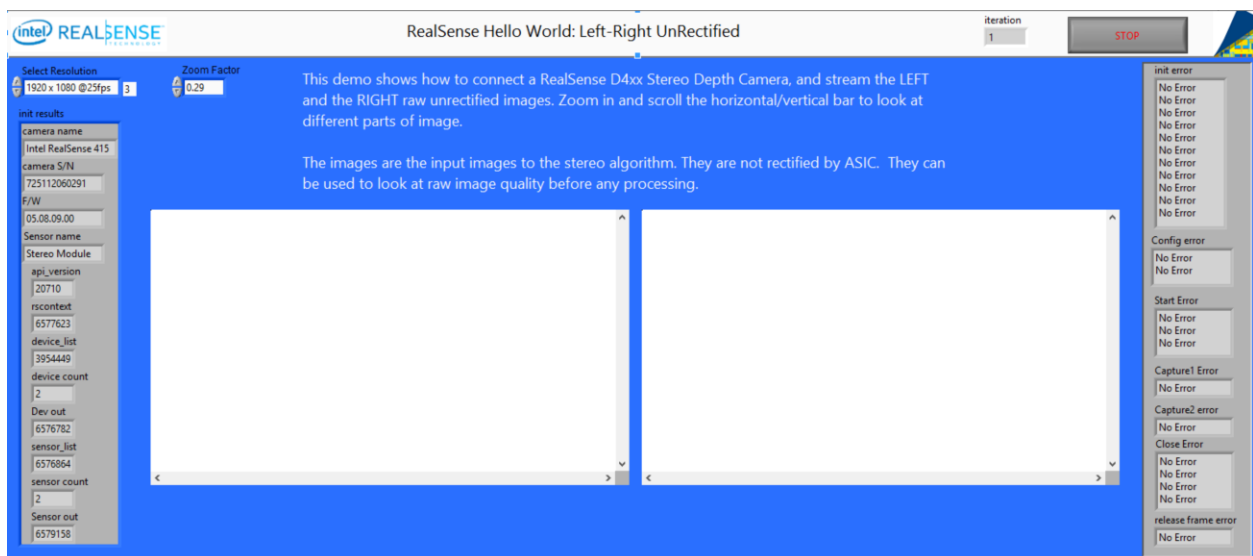 intel REALSENSE
TECHNOLOGY
RealSense Hello World: Left-Right UnRectified
iteration
1
STOP
Select Resolution
1920 x 1080 @25fps 3
Zoom Factor
0.29
This demo shows how to connect a RealSense D4xx Stereo Depth Camera, and stream the LEFT
and the RIGHT raw unrectified images. Zoom in and scroll the horizontal/vertical bar to look at
different parts of image.
The images are the input images to the stereo algorithm. They are not rectified by ASIC. They can
be used to look at raw image quality before any processing.
init results
camera name
Intel RealSense 415
camera S/N
725112060291
F/W
05.08.09.00
Sensor name
Stereo Module
api_version
20710
rscontext
6577623
device_list
3954449
device count
2
Dev out
6576782
sensor_list
6576864
sensor count
2
Sensor out
6579158
init error
No Error
No Error
No Error
No Error
No Error
No Error
No Error
No Error
No Error
No Error
No Error
Config error
No Error
No Error
Start Error
No Error
No Error
No Error
Capture1 Error
No Error
Capture2 error
No Error
Close Error
No Error
No Error
No Error
No Error
release frame error
No Error